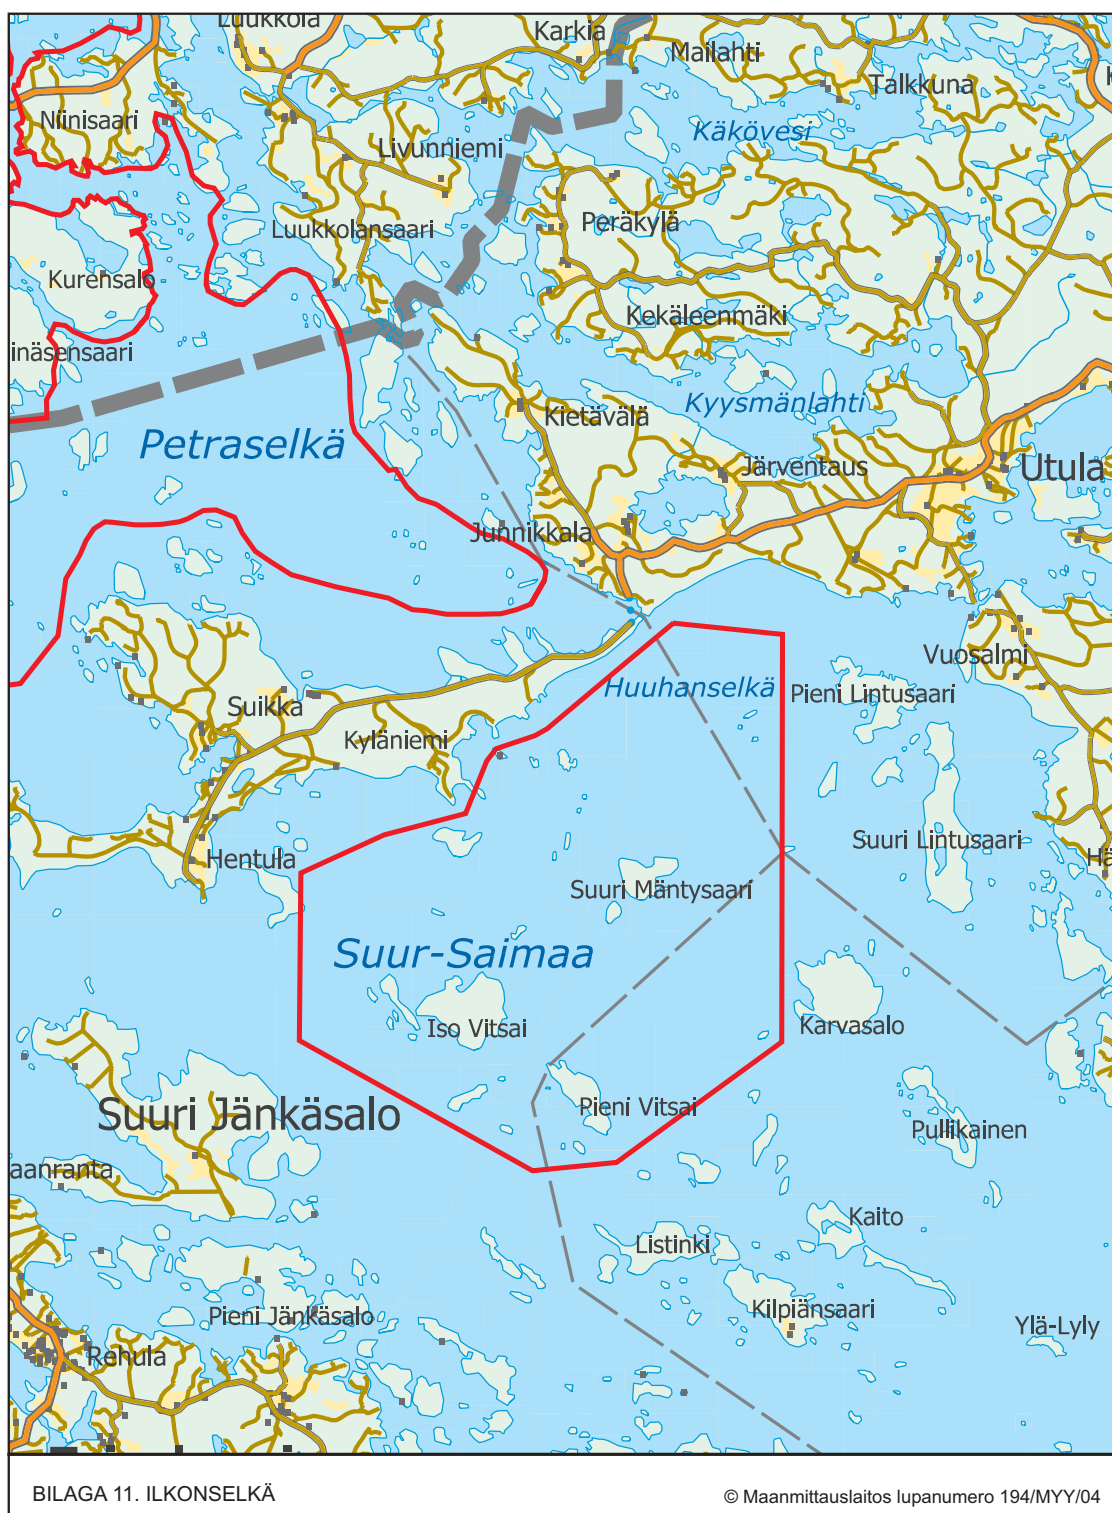 Luukkola
Karkia
Mailahti
Talkkuna
Niinisaari
Käkövesi
Livunniemi
Peräkylä
Luukkolansaari
Kurensalo
Kekäleenmäki
inäsensaari
Kyysmänlahti
Kietävälä
Petraselkä
Järventaus
Utula
Junnikkala
Vuosalmi
Huuhanselkä
Pieni Lintusaari
Suikka
Kyläniemi
Suuri Lintusaari
Hentula
Hä
Suuri Mäntysaari
Suur-Saimaa
Iso Vitsai
Karvasalo
Pieni Vitsai
Suuri Jänkäsalo
Pullikainen
aanranta
Kaito
Listinki
Pieni Jänkäsalo
Kilpiänsaari
Ylä-Lyly
Rehula
BILAGA 11. ILKONSELKÄ
© Maanmittauslaitos lupanumero 194/MYY/04